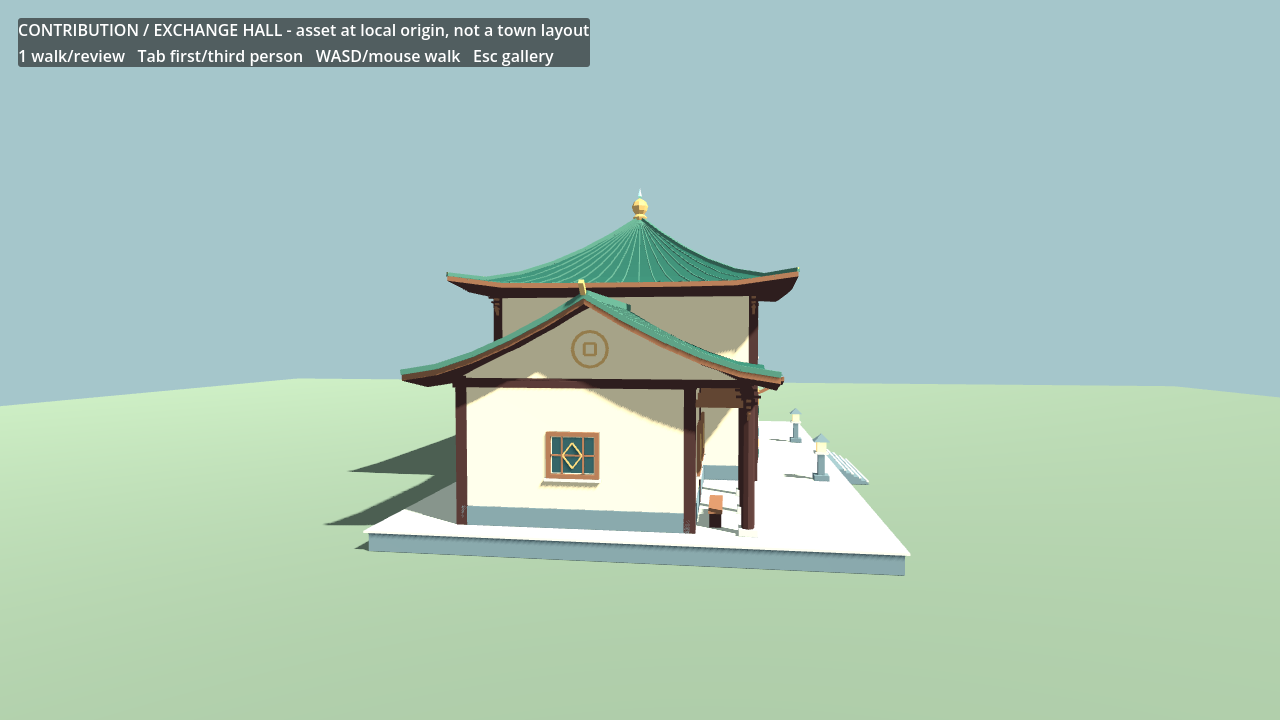 CONTRIBUTION / EXCHANGE HALL - asset at local origin, not a town layout
1 walk/review   Tab first/third person   WASD/mouse walk   Esc gallery